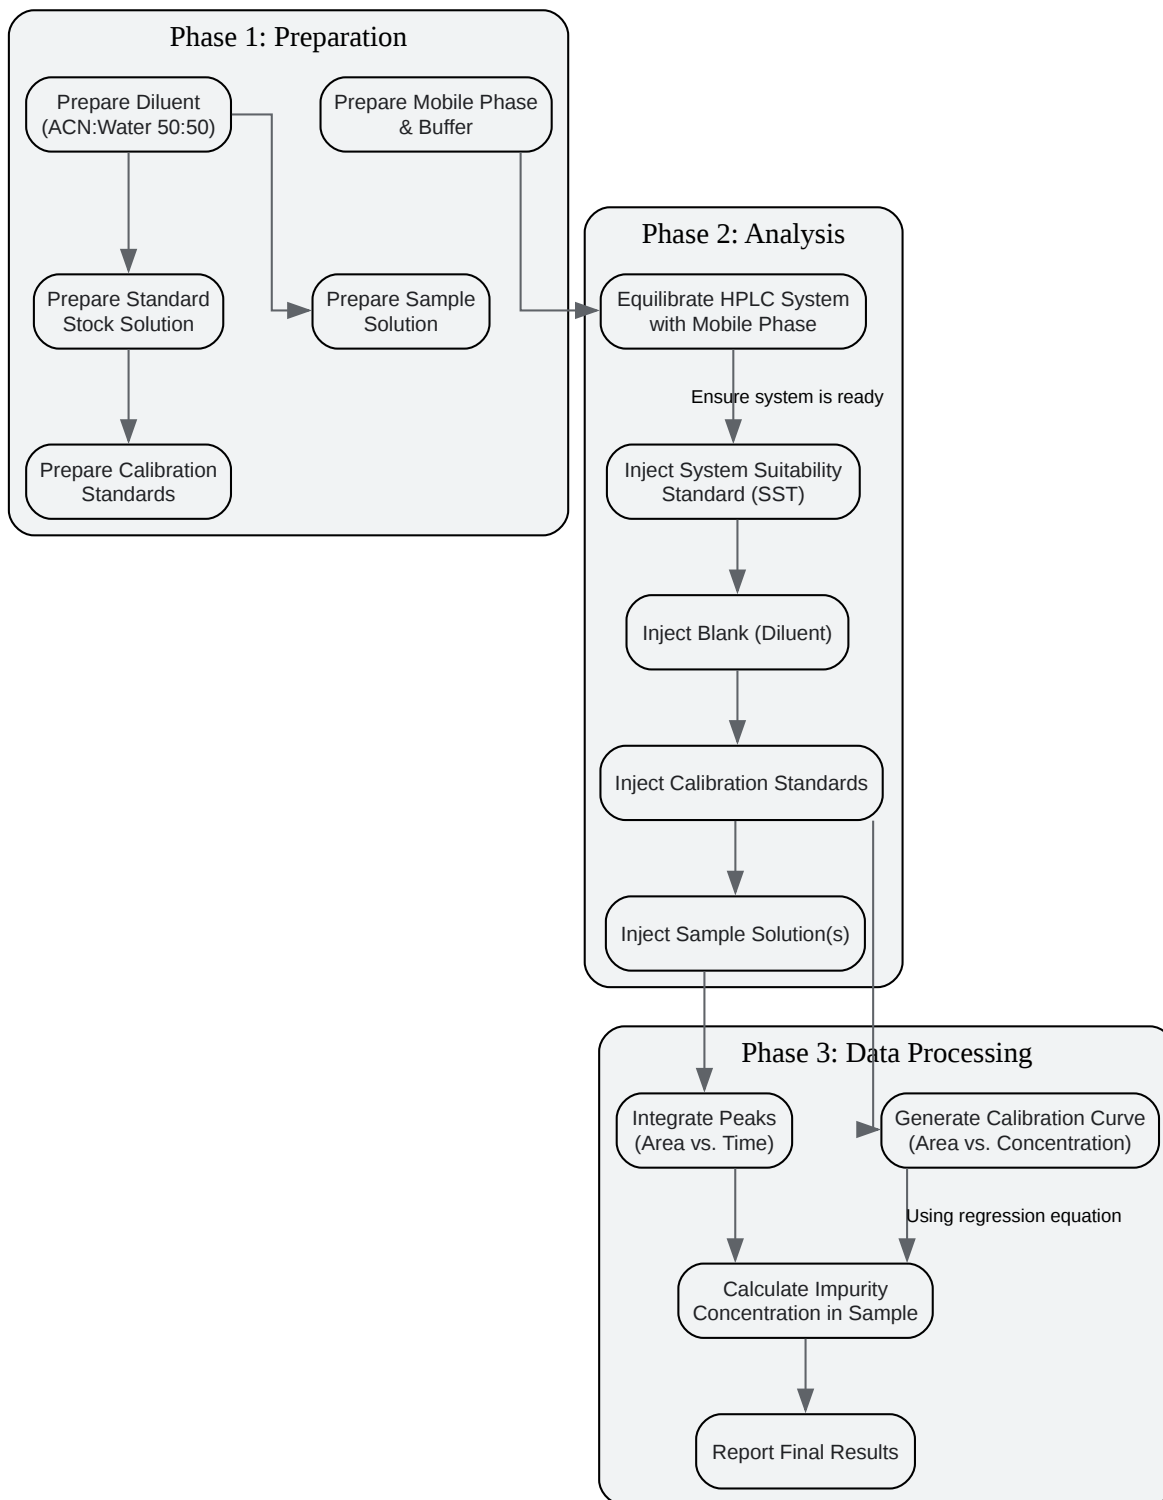 Phase 1: Preparation
Prepare Diluent
(ACN:Water 50:50)
Prepare Mobile Phase
& Buffer
Prepare Standard
Stock Solution
Prepare Sample
Solution
Prepare Calibration
Standards
Phase 2: Analysis
Equilibrate HPLC System
with Mobile Phase
Ensure system is ready
Inject System Suitability
Standard (SST)
Inject Blank (Diluent)
Inject Calibration Standards
Inject Sample Solution(s)
Phase 3: Data Processing
Integrate Peaks
(Area vs. Time)
Generate Calibration Curve
(Area vs. Concentration)
Using regression equation
Calculate Impurity
Concentration in Sample
Report Final Results